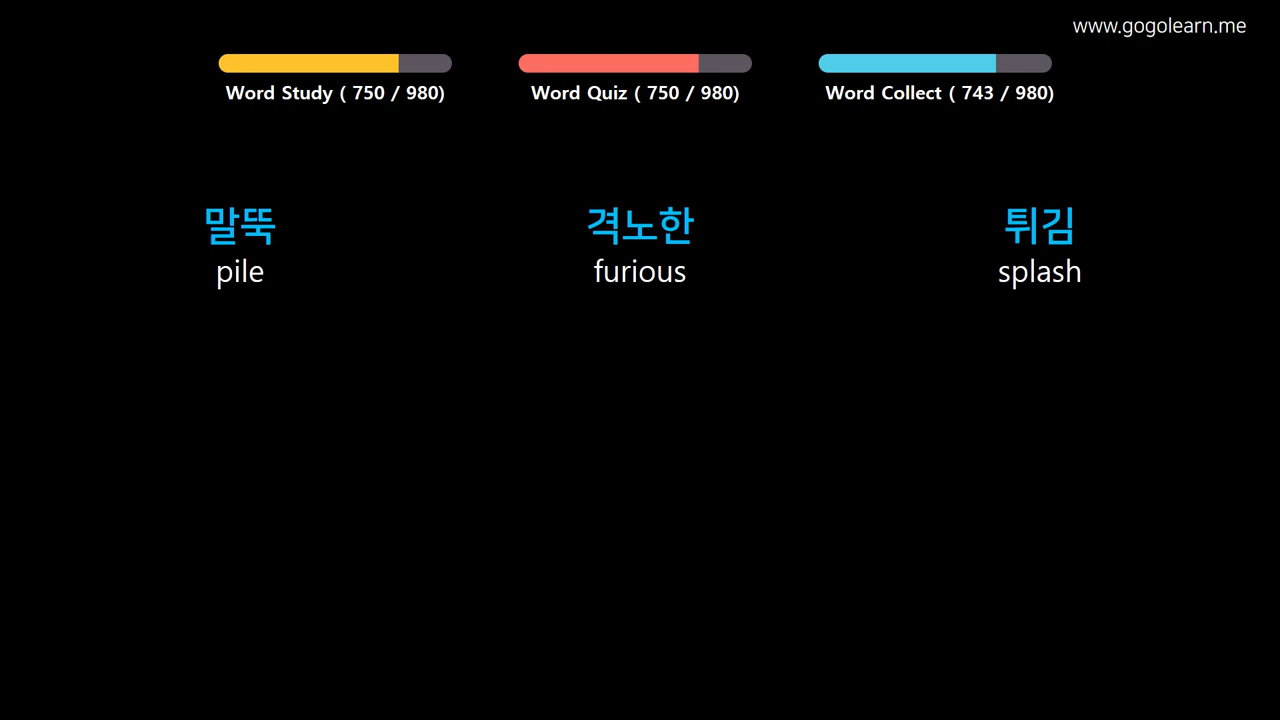 www.gogolearn.me
Word Study ( 750 / 980)
Word Quiz ( 750 / 980)
Word Collect ( 743 / 980)
말뚝
pile
격노한
furious
튀김
splash